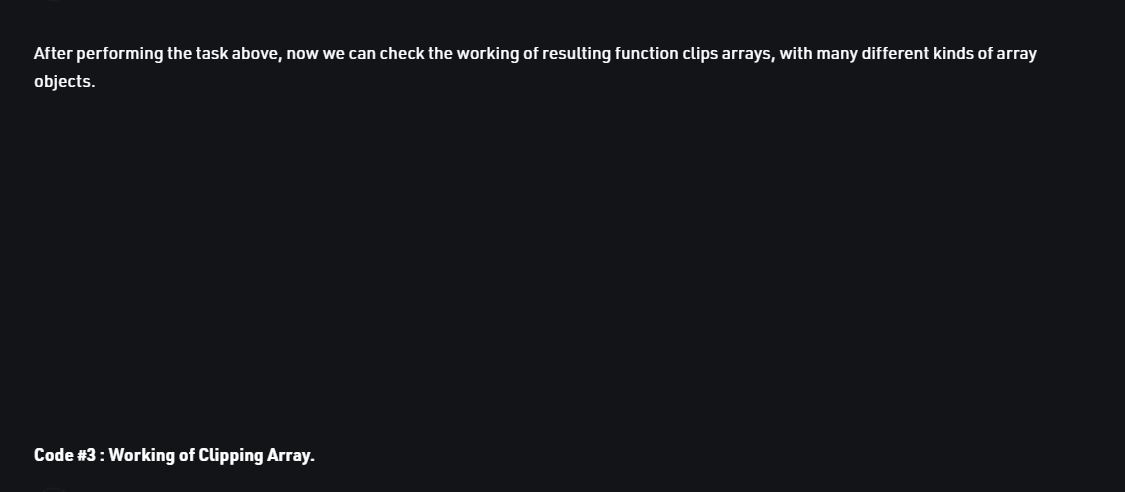 After performing the task above, now we can check the working of resulting function clips arrays, with many different kinds of array
objects.
Code #3 : Working of Clipping Array.